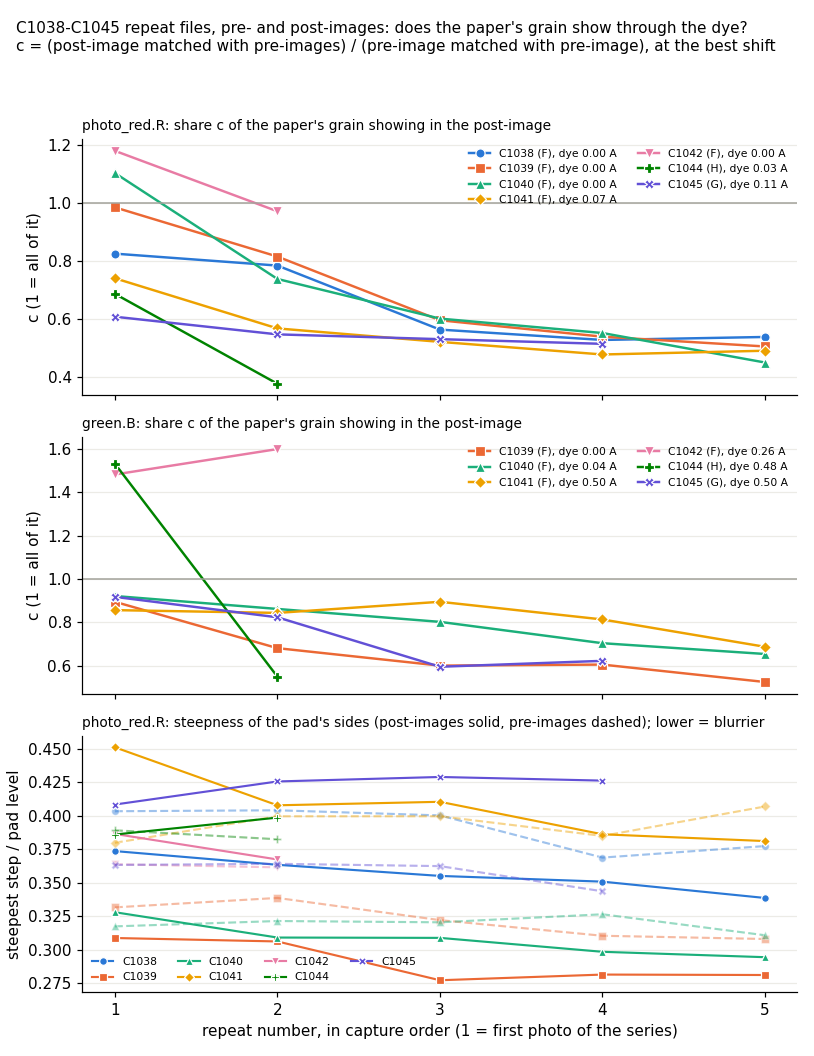 C1038-C1045 repeat files, pre- and post-images: does the paper's grain show through the dye?
c = (post-image matched with pre-images) / (pre-image matched with pre-image), at the best shift
photo_red.R: share c of the paper's grain showing in the post-image
c (1 = all of it)
1.2
1.0
0.8
0.6
0.4
C1038 (F), dye 0.00 A
C1039 (F), dye 0.00 A
C1040 (F), dye 0.00 A
C1041 (F), dye 0.07 A
C1042 (F), dye 0.00 A
C1044 (H), dye 0.03 A
C1045 (G), dye 0.11 A
green.B: share c of the paper's grain showing in the post-image
c (1 = all of it)
1.6
1.4
1.2
1.0
0.8
0.6
C1039 (F), dye 0.00 A
C1040 (F), dye 0.04 A
C1041 (F), dye 0.50 A
C1042 (F), dye 0.26 A
C1044 (H), dye 0.48 A
C1045 (G), dye 0.50 A
photo_red.R: steepness of the pad's sides (post-images solid, pre-images dashed); lower = blurrier
steepest step / pad level
0.450
0.425
0.400
0.375
0.350
0.325
0.300
0.275
C1038
C1039
C1040
C1041
C1042
C1044
C1045
1 2 3 4 5
repeat number, in capture order (1 = first photo of the series)